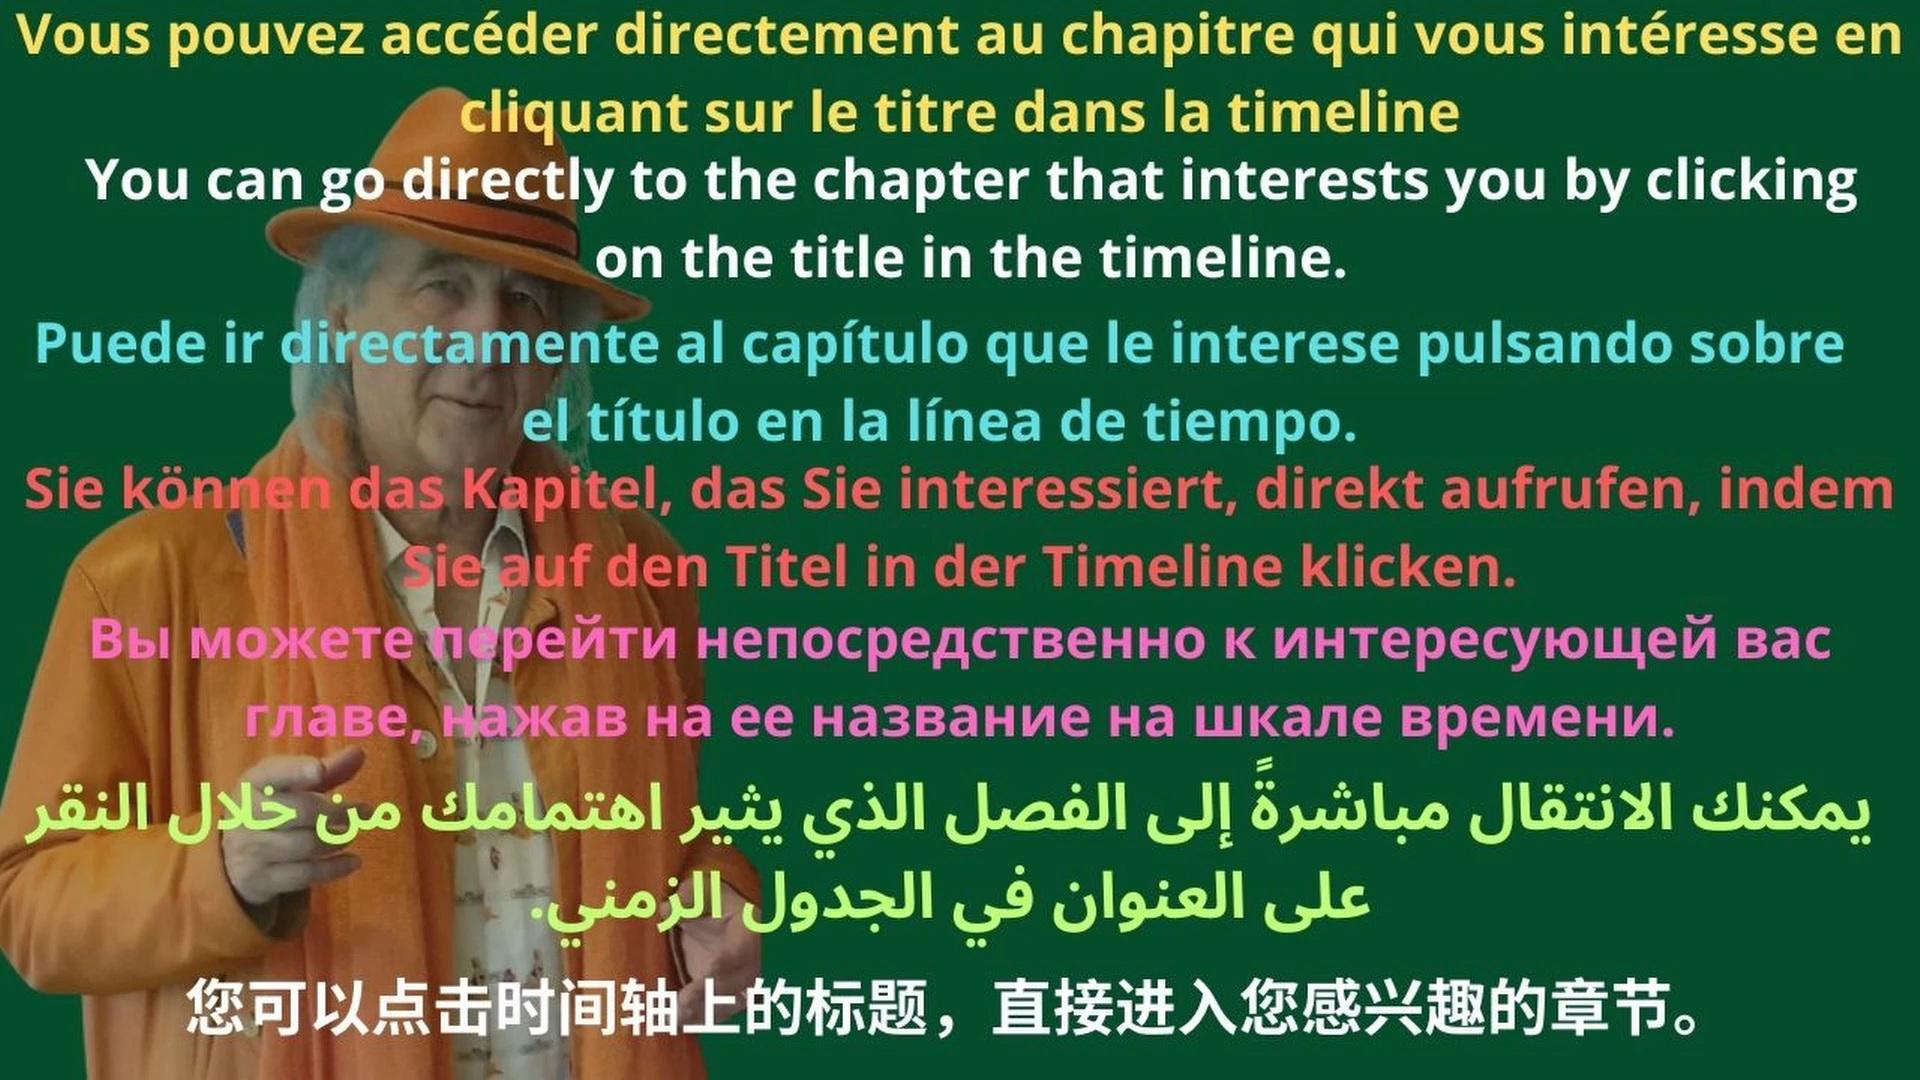 Vous pouvez accéder directement au chapitre qui vous intéresse en
cliquant sur le titre dans la timeline
You can go directly to the chapter that interests you by clicking
on the title in the timeline.
Puede ir directamente al capítulo que le interese pulsando sobre
el título en la línea de tiempo.
Sie können das Kapitel, das Sie interessiert, direkt aufrufen, indem
Sie auf den Titel in der Timeline klicken.
Вы можете перейти непосредственно к интересующей вас
главе, нажав на ее название на шкале времени.
يمكنك الانتقال مباشرةً إلى الفصل الذي يثير اهتمامك من خلال النقر
على العنوان في الجدول الزمني.
您可以点击时间轴上的标题，直接进入您感兴趣的章节。